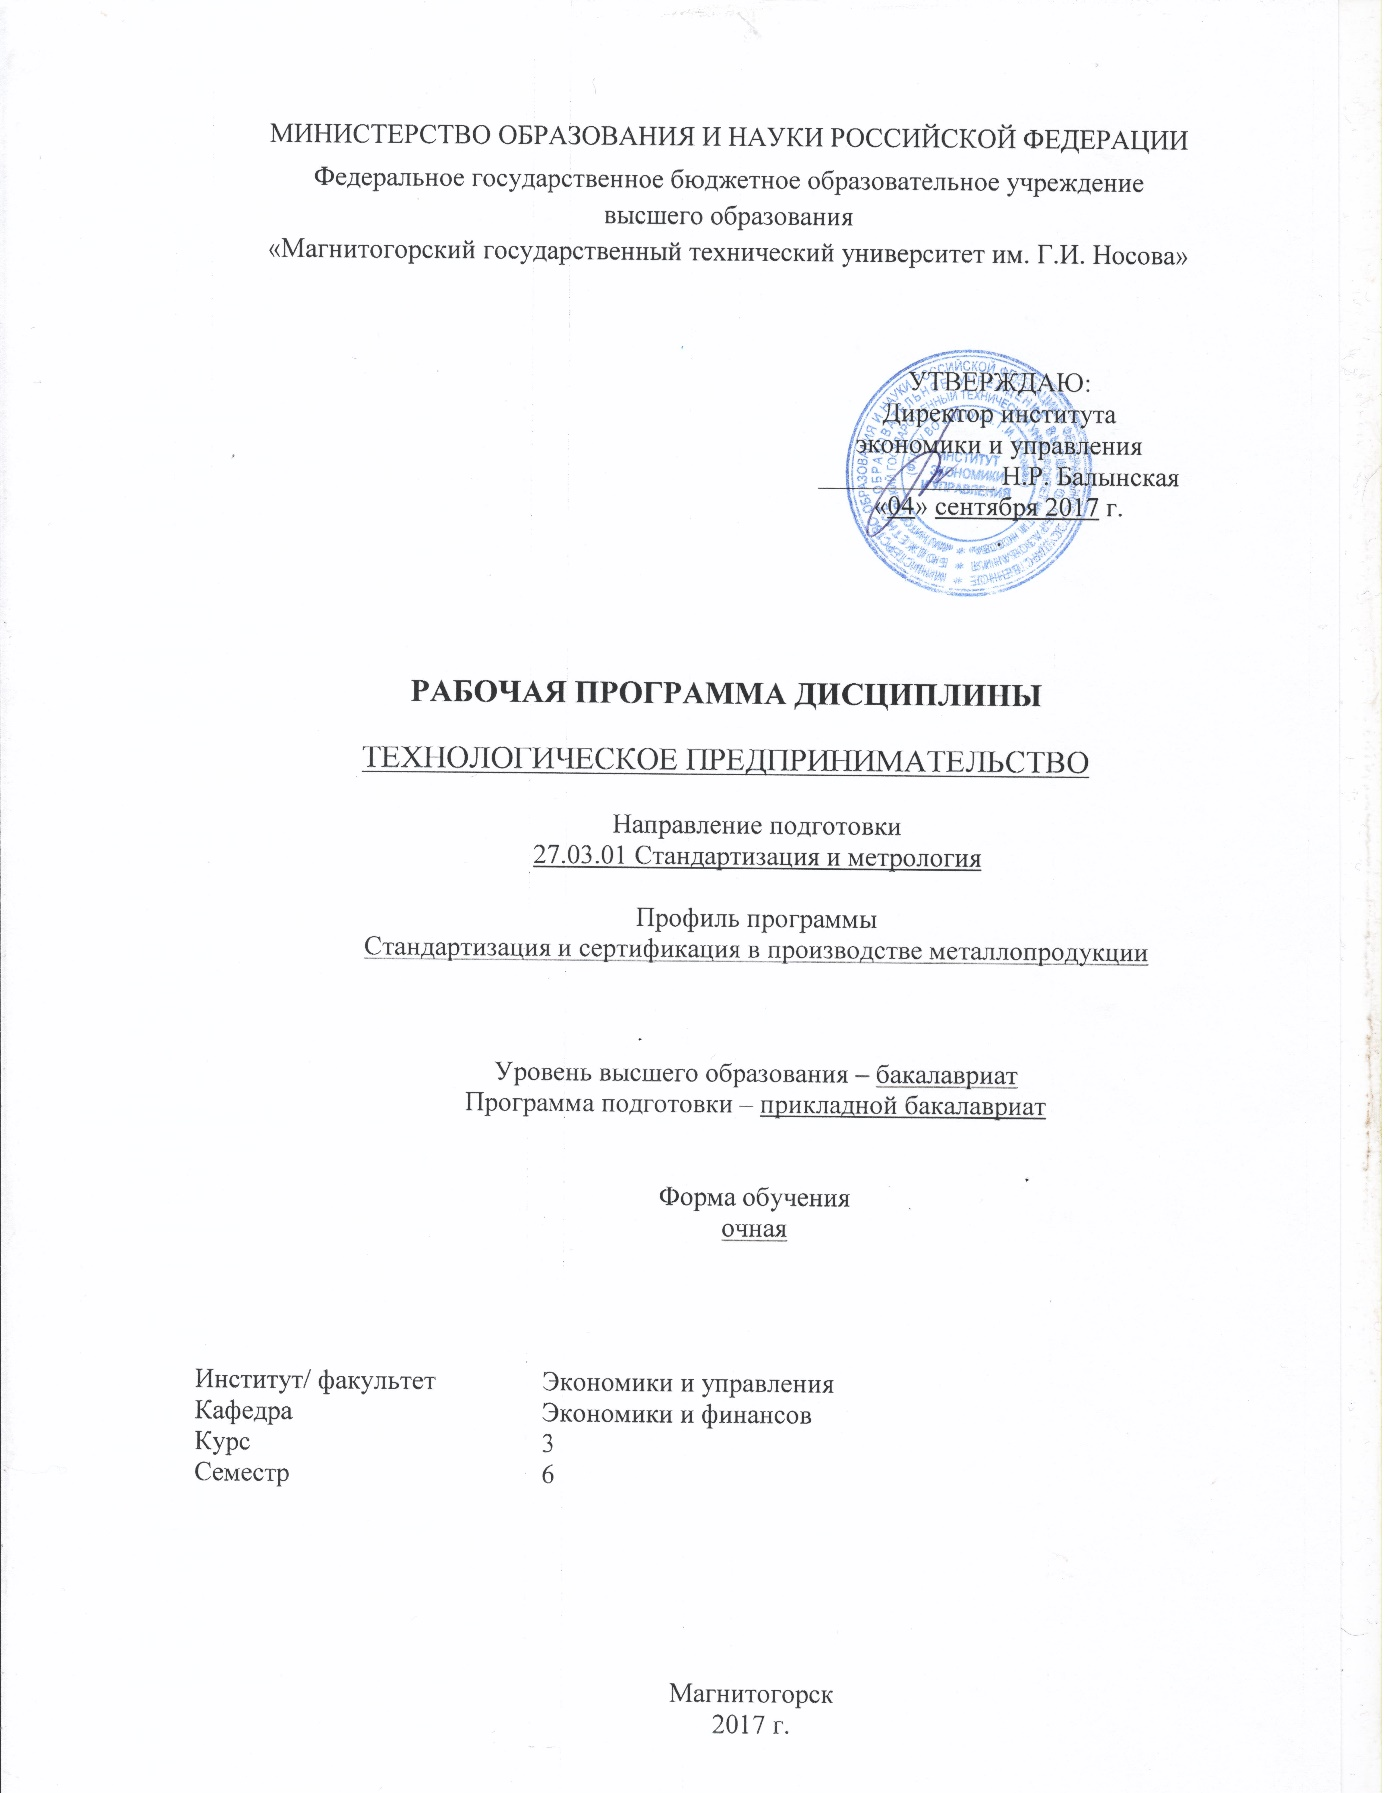 МИНИСТЕРСТВО ОБРАЗОВАНИЯ И НАУКИ РОССИЙСКОЙ ФЕДЕРАЦИИ
Федеральное государственное бюджетное образовательное учреждение
высшего образования
«Магнитогорский государственный технический университет им. Г.И. Носова»
УТВЕРЖДАЮ:
Директор института
экономики и управления
Н.Р. Балынская
«04» сентября 2017 г.
ИНСТИТУТ
ЭКОНОМИКИ
И УПРАВЛЕНИЯ
РАБОЧАЯ ПРОГРАММА ДИСЦИПЛИНЫ
ТЕХНОЛОГИЧЕСКОЕ ПРЕДПРИНИМАТЕЛЬСТВО
Направление подготовки
27.03.01 Стандартизация и метрология
Профиль программы
Стандартизация и сертификация в производстве металлопродукции
Уровень высшего образования – бакалавриат
Программа подготовки – прикладной бакалавриат
Форма обучения
очная
Институт/ факультет Экономики и управления
Кафедра Экономики и финансов
Курс 3
Семестр 6
Магнитогорск
2017 г.